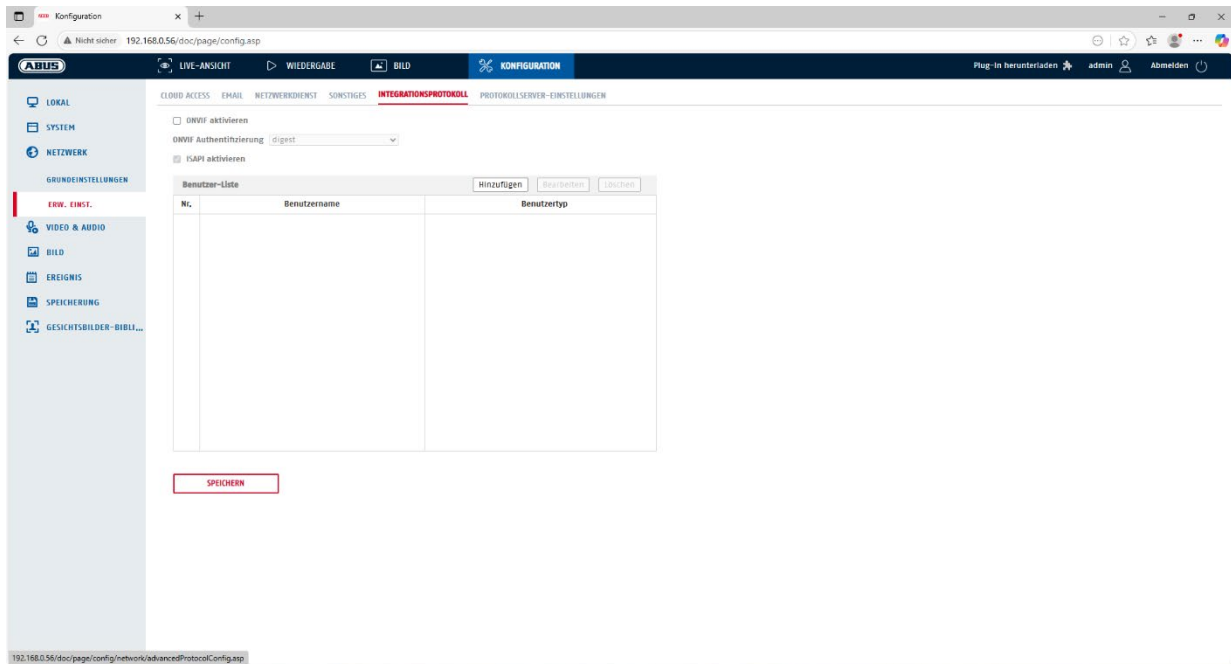 Konfiguration
Nicht sicher 192.168.0.56/doc/page/config.asp
ABUS LIVE-ANSICHT WIEDERGABE BILD KONFIGURATION Plug-In herunterladen admin Abmelden
LOKAL
SYSTEM
NETZWERK
GRUNDEINSTELLUNGEN
ERW. EINST.
VIDEO & AUDIO
BILD
EREIGNIS
SPEICHERUNG
GESICHTSBILDER-BIBLI...
CLOUD ACCESS EMAIL NETZWERKDIENST SONSTIGES INTEGRATIONSPROTOKOLL PROTOKOLLSERVER-EINSTELLUNGEN
ONVIF aktivieren
ONVIF Authentifizierung digest
ISAPI aktivieren
Benutzer-Liste Hinzufügen Bearbeiten Löschen
Nr. Benutzername Benutzertyp
SPEICHERN
192.168.0.56/doc/page/config/network/advancedProtocolConfig.asp